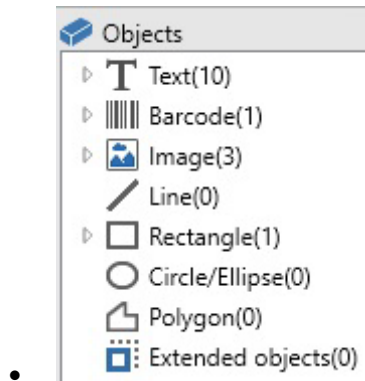 Objects
Text(10)
Barcode(1)
Image(3)
Line(0)
Rectangle(1)
Circle/Ellipse(0)
Polygon(0)
Extended objects(0)